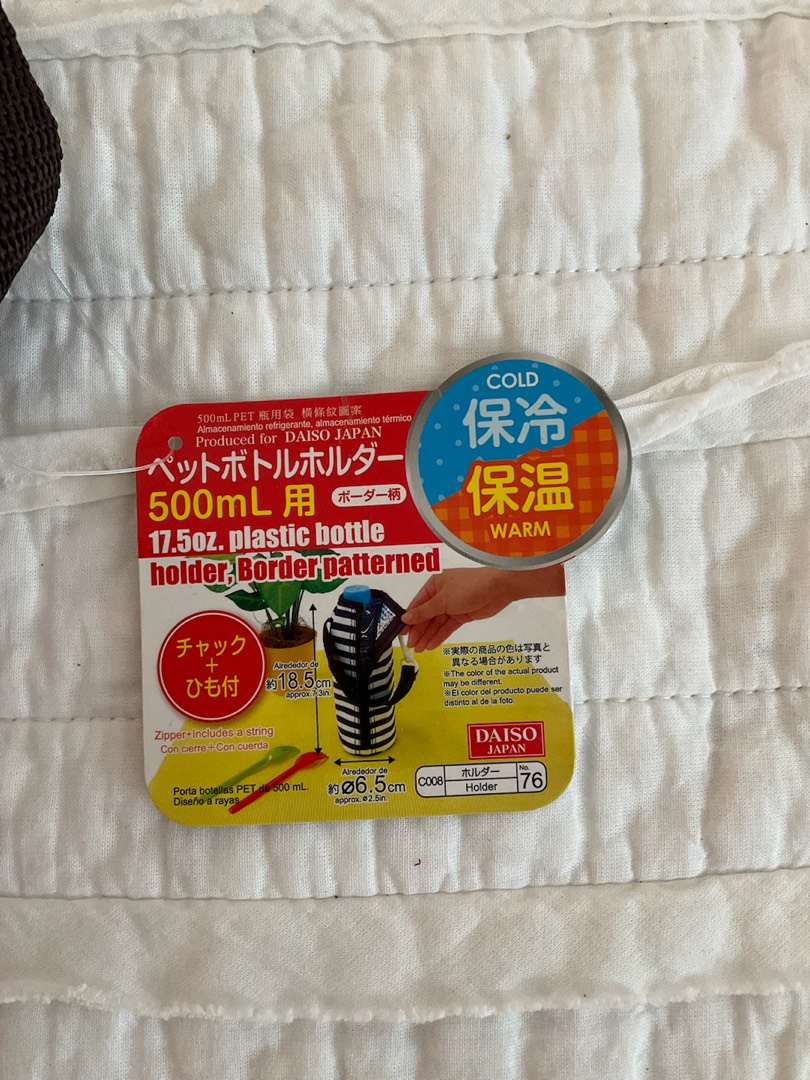 500mL PET 瓶用袋 橫條紋圖案
Almacenamiento refrigerante, almacenamiento térmico
Produced for DAISO JAPAN
ペットボトルホルダー
500mL 用 ボーダー柄
17.5oz. plastic bottle
holder, Border patterned
COLD
保冷
保温
WARM
チャック
+
ひも付
Zipper+Includes a string
Con cierre+Con cuerda
Alrededor de
約18.5cm
approx.7.3in.
※実際の商品の色は写真と
異なる場合があります
※The color of the actual product
may be different.
※El color del producto puede ser
distinto al de la foto.
DAISO
JAPAN
Porta botellas PET de 500 mL.
Diseño a rayas
Alrededor de
約ø6.5cm
approx.ø2.5in.
C008 ホルダー No.
Holder 76